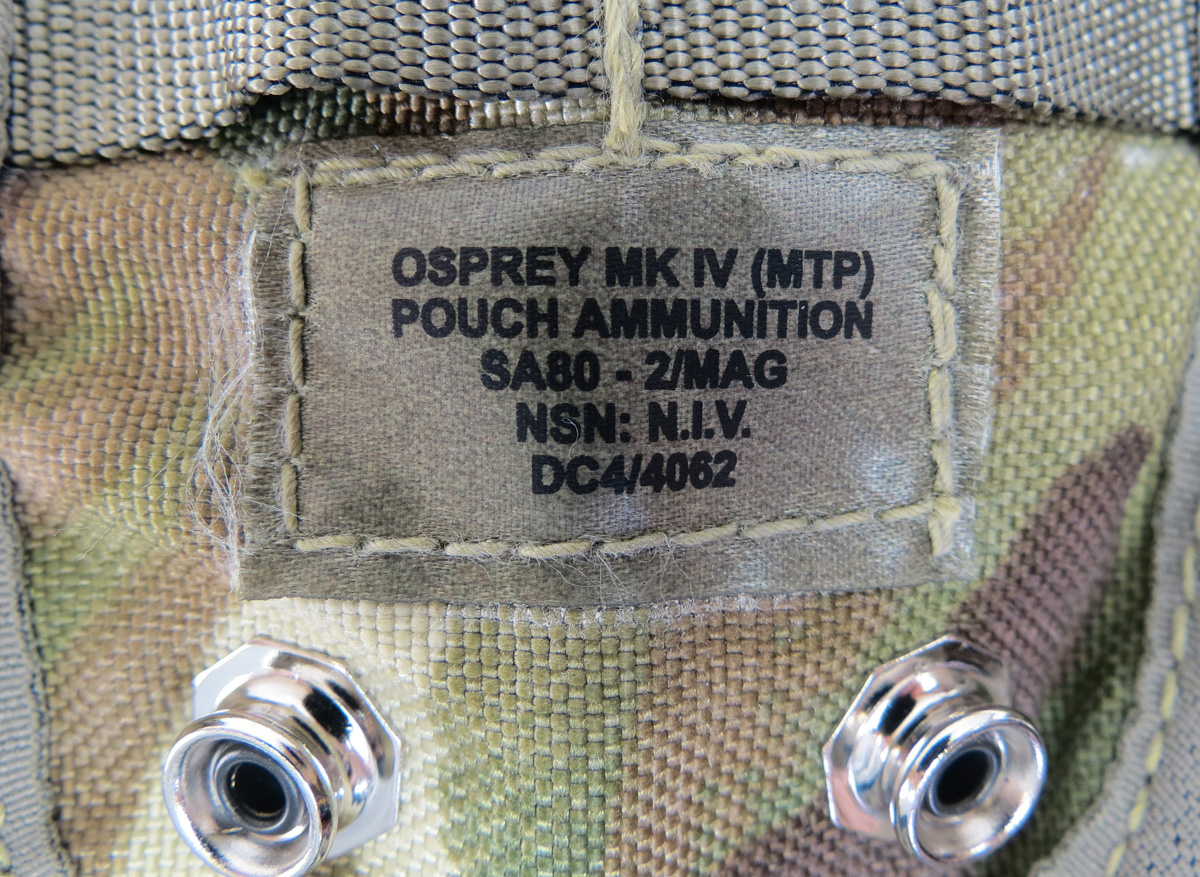 OSPREY MK IV (MTP)
POUCH AMMUNITION
SA80 - 2/MAG
NSN: N.I.V.
DC4/4062